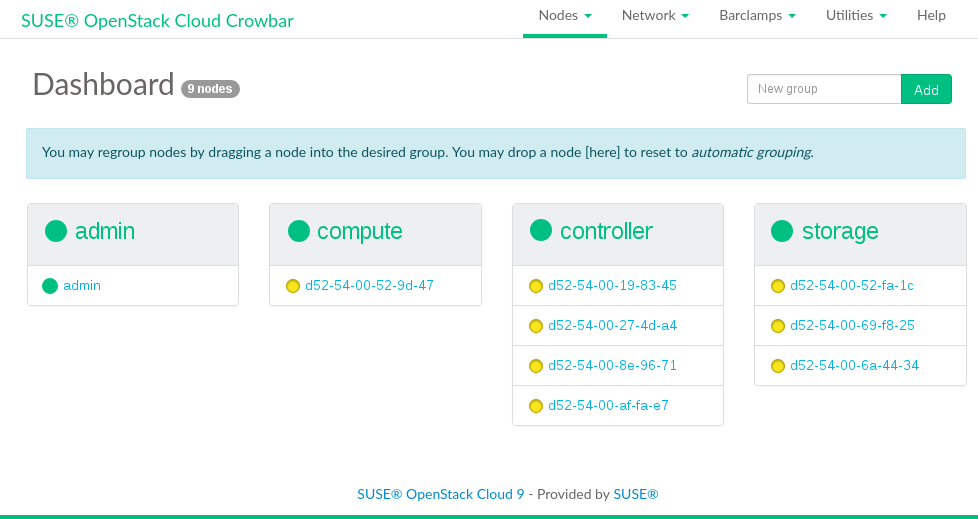 SUSE® OpenStack Cloud Crowbar
Nodes
Network
Barclamps
Utilities
Help
Dashboard 9 nodes
New group
Add
You may regroup nodes by dragging a node into the desired group. You may drop a node [here] to reset to automatic grouping.
admin
admin
compute
d52-54-00-52-9d-47
controller
d52-54-00-19-83-45
d52-54-00-27-4d-a4
d52-54-00-8e-96-71
d52-54-00-af-fa-e7
storage
d52-54-00-52-fa-1c
d52-54-00-69-f8-25
d52-54-00-6a-44-34
SUSE® OpenStack Cloud 9 - Provided by SUSE®